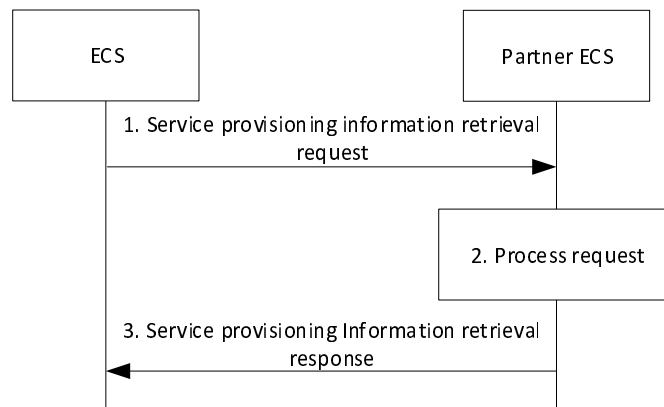 ECS
Partner ECS
1. Service provisioning information retrieval
request
2. Process request
3. Service provisioning Information retrieval
response